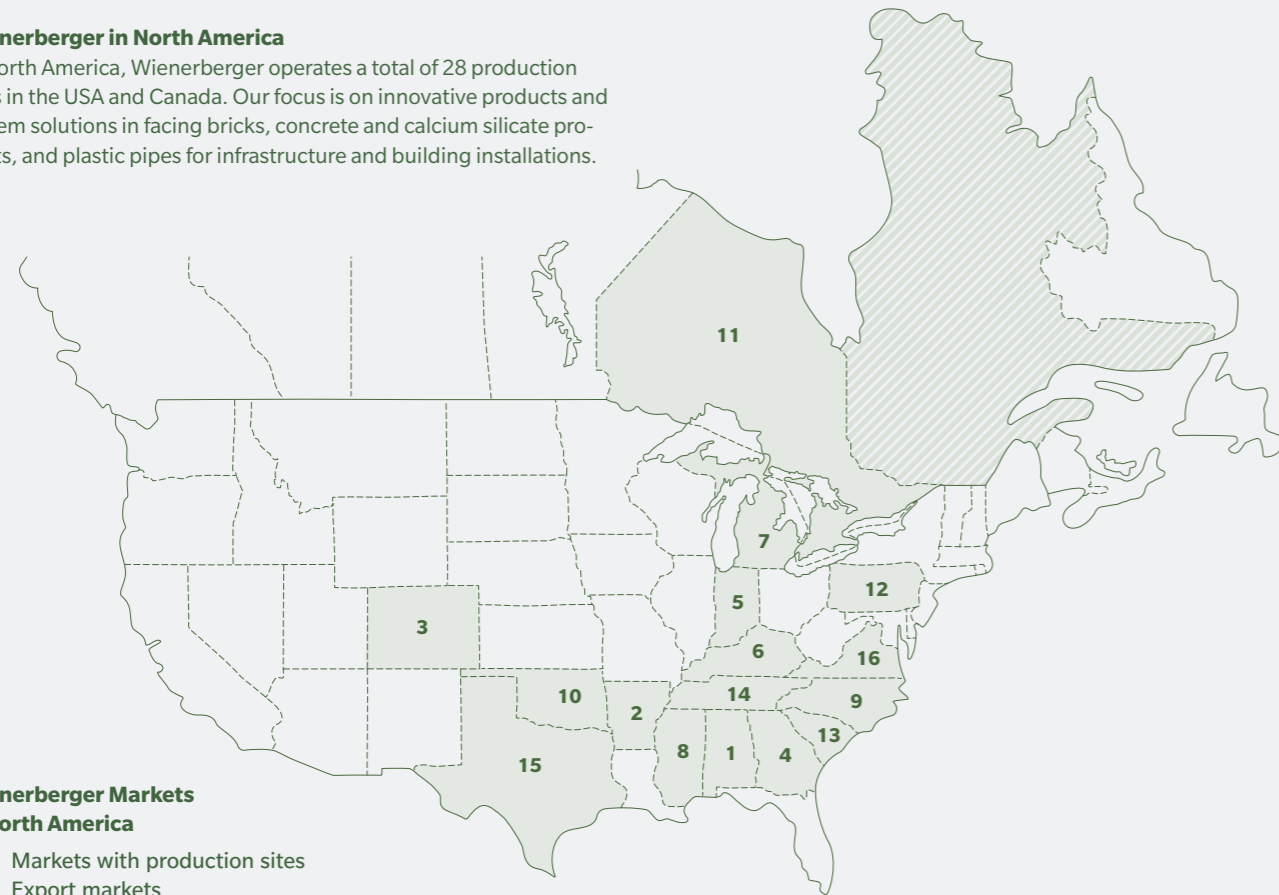 nerberger in North America
orth America, Wienerberger operates a total of 28 production
s in the USA and Canada. Our focus is on innovative products and
em solutions in facing bricks, concrete and calcium silicate pro-
ts, and plastic pipes for infrastructure and building installations.
11
7
12
5
3
6
16
14
10
9
2
13
8
1
4
15
nerberger Markets
orth America
Markets with production sites
Export markets